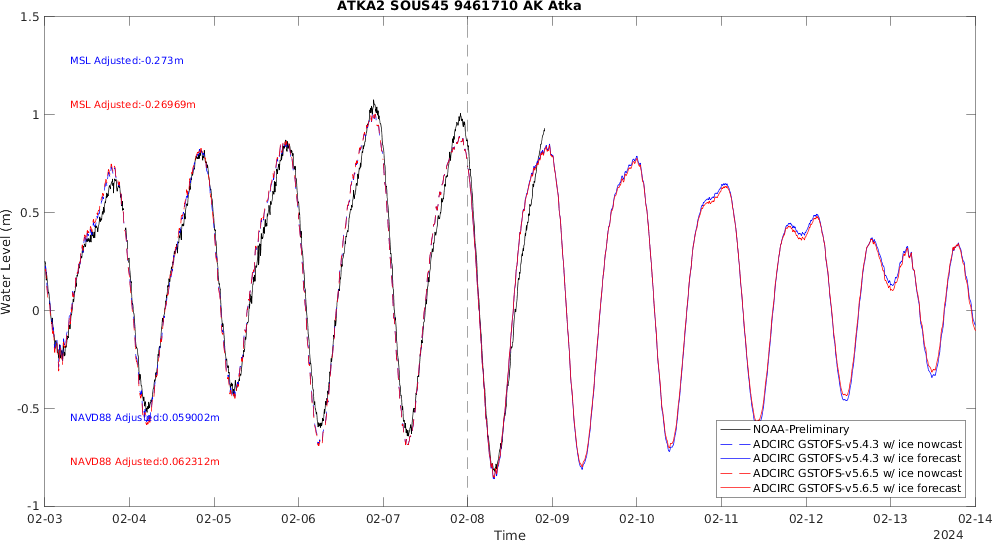 ATKA2 SOUS45 9461710 AK Atka
1.5
MSL Adjusted:-0.273m
MSL Adjusted:-0.26969m
1
0.5
Water Level (m)
0
-0.5
NAVD88 Adjusted:0.059002m
NAVD88 Adjusted:0.062312m
-1
NOAA-Preliminary
ADCIRC GSTOFS-v5.4.3 w/ ice nowcast
ADCIRC GSTOFS-v5.4.3 w/ ice forecast
ADCIRC GSTOFS-v5.6.5 w/ ice nowcast
ADCIRC GSTOFS-v5.6.5 w/ ice forecast
02-03 02-04 02-05 02-06 02-07 02-08 02-09 02-10 02-11 02-12 02-13 02-14
Time
2024